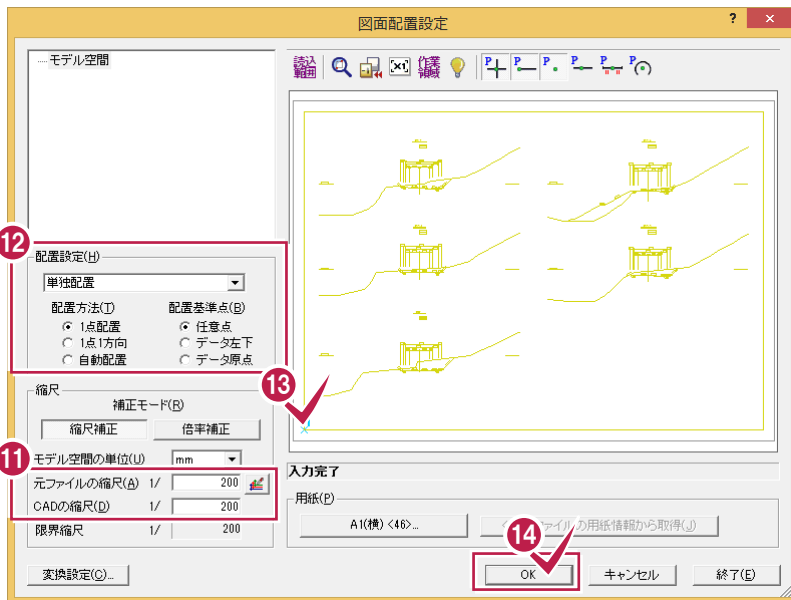 図面配置設定
? ×
モデル空間
読込範囲
[×1]
作業領域
P P P P P P
12
配置設定(H)
単独配置
配置方法(T) 配置基準点(B)
1点配置 任意点
1点1方向 データ左下
自動配置 データ原点
13
縮尺
補正モード(R)
縮尺補正 倍率補正
11
モデル空間の単位(U) mm
元ファイルの縮尺(A) 1/ 200
CADの縮尺(D) 1/ 200
限界縮尺 1/ 200
入力完了
用紙(P)
A1(横) <46>...
ファイルの用紙情報から取得(J)
14
変換設定(C)...
OK キャンセル 終了(E)